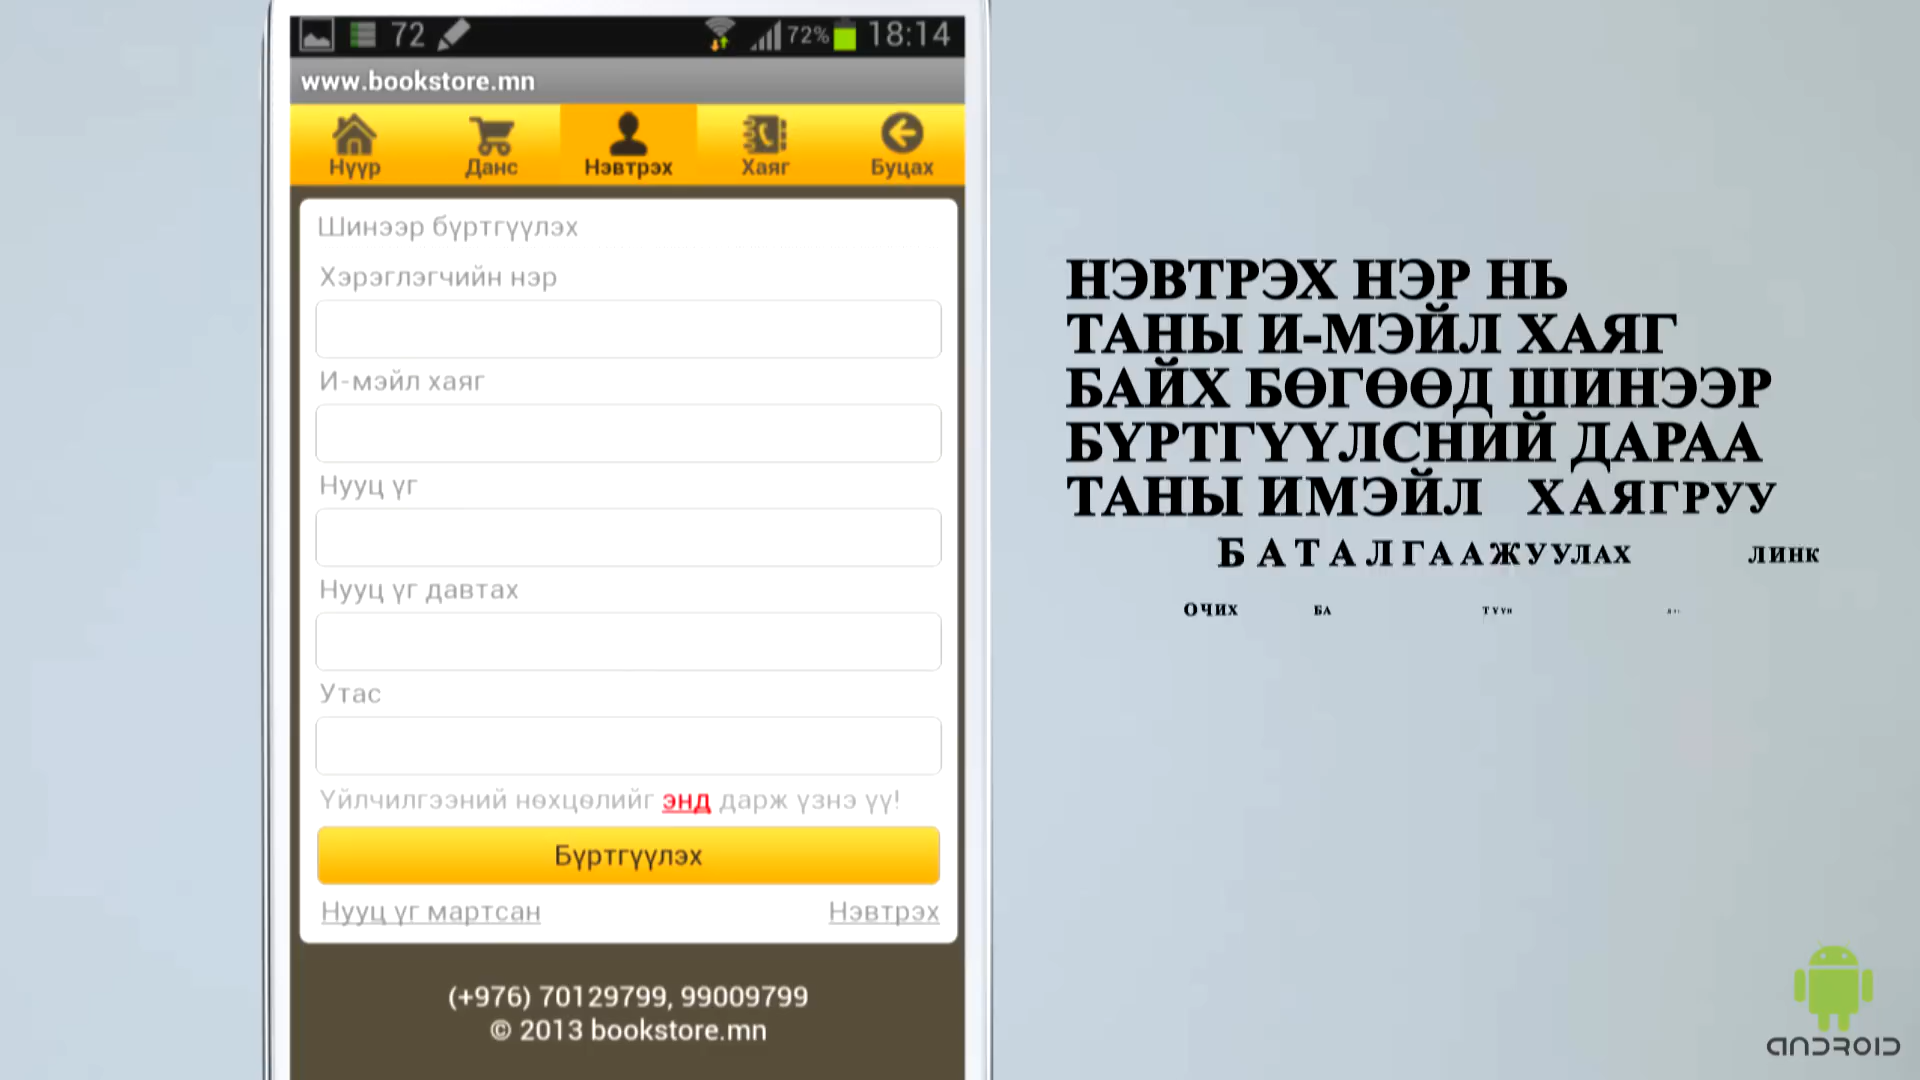 72 72% 18:14
www.bookstore.mn
Нүүр Данс Нэвтрэх Хаяг Буцах
Шинээр бүртгүүлэх
Хэрэглэгчийн нэр
И-мэйл хаяг
Нууц үг
Нууц үг давтах
Утас
Үйлчилгээний нөхцөлийг энд дарж үзнэ үү!
Бүртгүүлэх
Нууц үг мартсан Нэвтрэх
(+976) 70129799, 99009799
© 2013 bookstore.mn
НЭВТРЭХ НЭР НЬ
ТАНЫ И-МЭЙЛ ХАЯГ
БАЙХ БӨГӨӨД ШИНЭЭР
БҮРТГҮҮЛСНИЙ ДАРАА
ТАНЫ ИМЭЙЛ ХАЯГРУУ
БАТАЛГААЖУУЛАХ ЛИНК
ОЧИХ БА
ANDROID